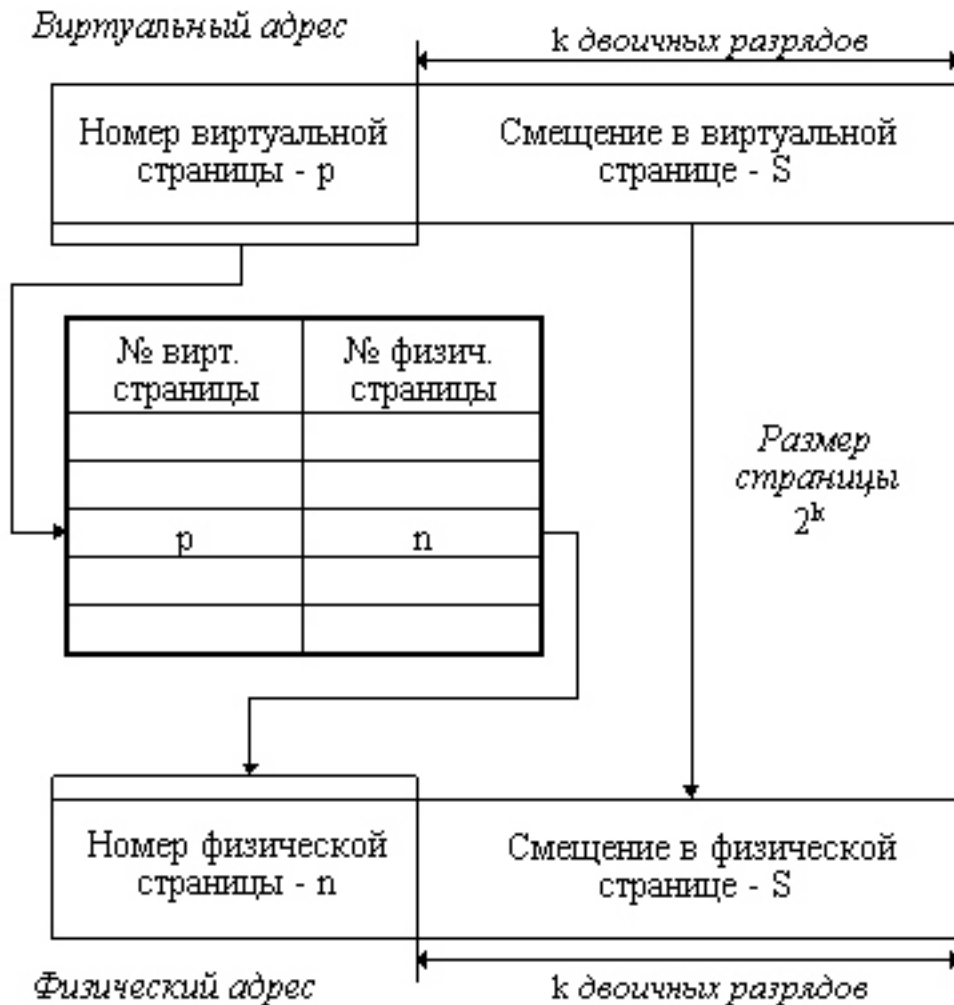 Виртуальный адрес
k двоичных разрядов
Номер виртуальной
страницы - p
Смещение в виртуальной
странице - S
№ вирт.
страницы
№ физич.
страницы
p
n
Размер
страницы
2ᵏ
Номер физической
страницы - n
Смещение в физической
странице - S
Физический адрес
k двоичных разрядов